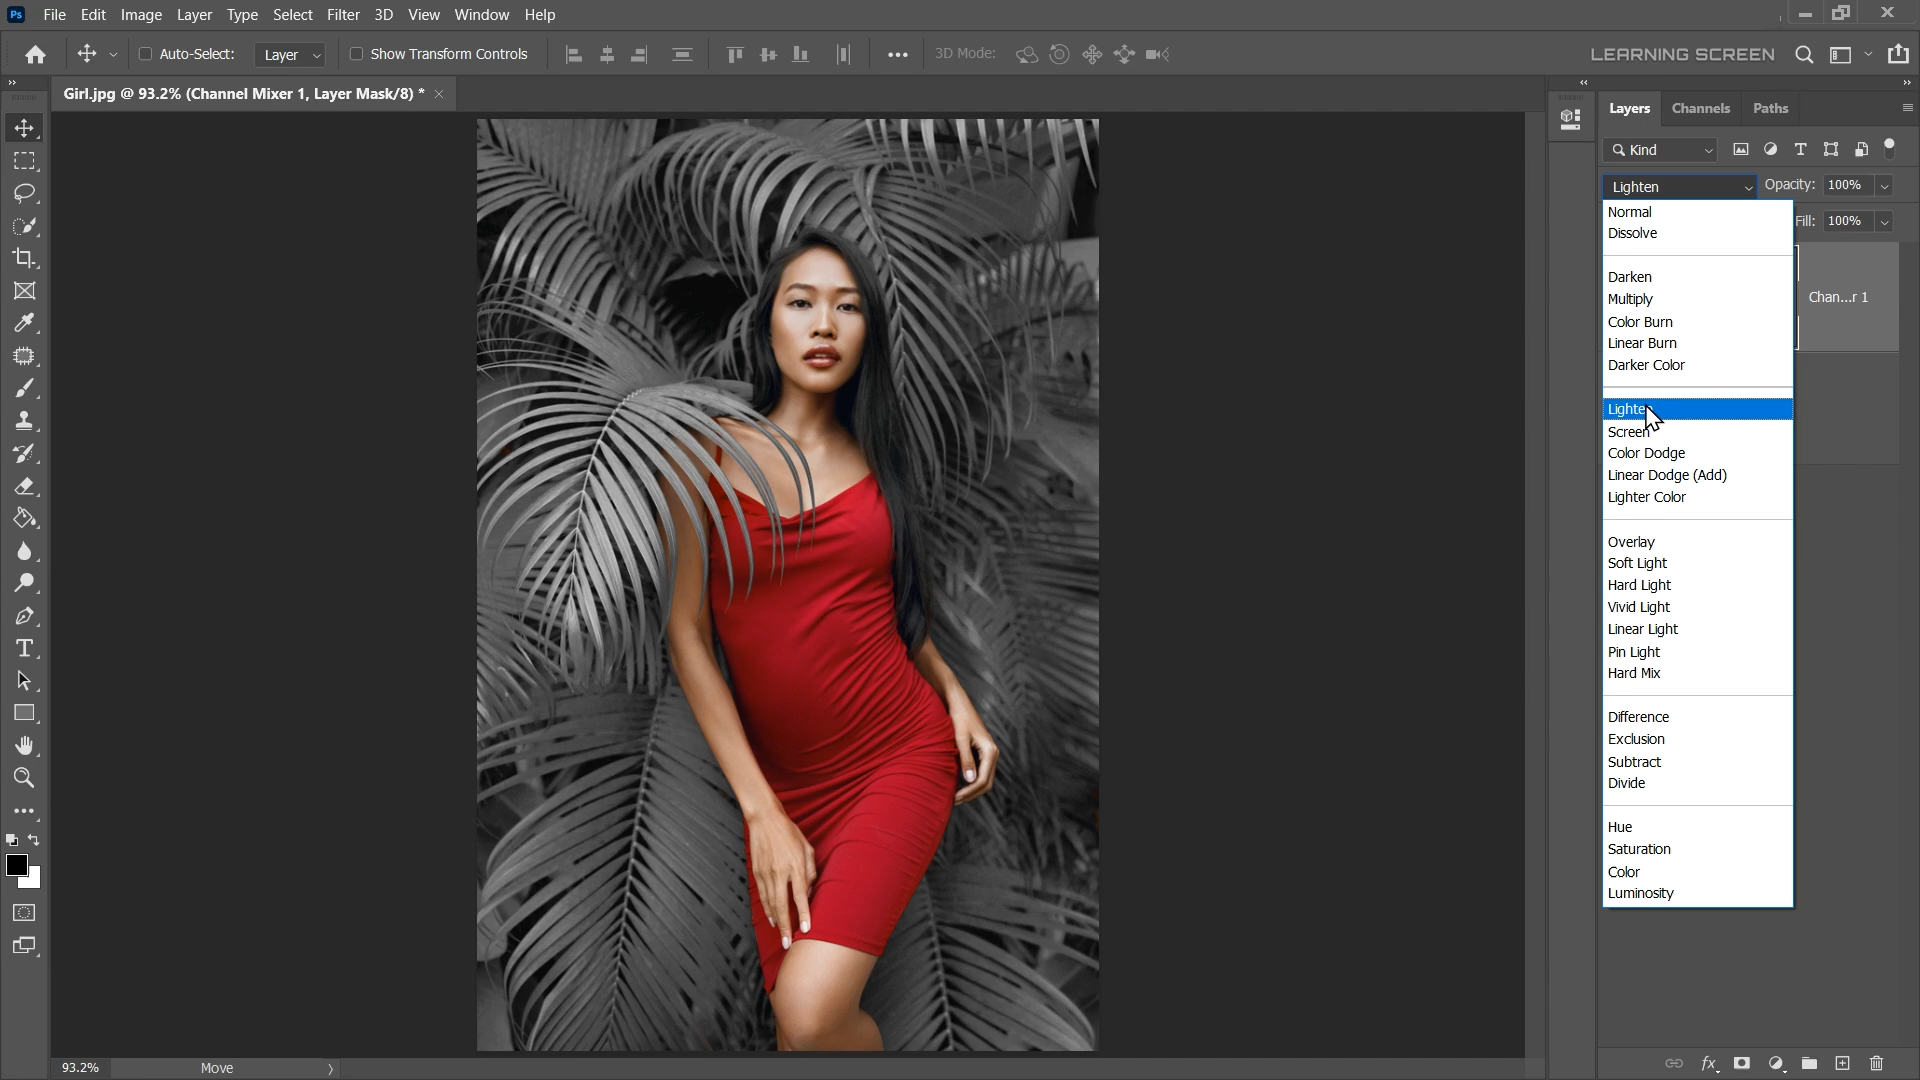 Ps File Edit Image Layer Type Select Filter 3D View Window Help
Auto-Select: Layer Show Transform Controls 3D Mode: LEARNING SCREEN
Girl.jpg @ 93.2% (Channel Mixer 1, Layer Mask/8) *
Layers Channels Paths
Kind
Lighten Opacity: 100%
Fill: 100%
Chan...r 1
Normal
Dissolve
Darken
Multiply
Color Burn
Linear Burn
Darker Color
Lighten
Screen
Color Dodge
Linear Dodge (Add)
Lighter Color
Overlay
Soft Light
Hard Light
Vivid Light
Linear Light
Pin Light
Hard Mix
Difference
Exclusion
Subtract
Divide
Hue
Saturation
Color
Luminosity
93.2% Move
fx